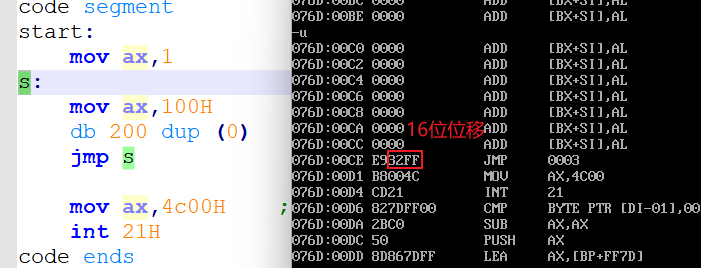 code segment
start:
mov ax,1
s:
mov ax,100H
db 200 dup (0)
jmp s
mov ax,4c00H ;
int 21H
code ends
076D:00BC 0000 ADD [BX+SI],AL
076D:00BE 0000 ADD [BX+SI],AL
-u
076D:00C0 0000 ADD [BX+SI],AL
076D:00C2 0000 ADD [BX+SI],AL
076D:00C4 0000 ADD [BX+SI],AL
076D:00C6 0000 ADD [BX+SI],AL
076D:00C8 0000 ADD [BX+SI],AL
076D:00CA 0000 ADD [BX+SI],AL
16位位移
076D:00CC 0000 ADD [BX+SI],AL
076D:00CE E932FF JMP 0003
076D:00D1 B8004C MOV AX,4C00
076D:00D4 CD21 INT 21
076D:00D6 827DFF00 CMP BYTE PTR [DI-01],00
076D:00DA 2BC0 SUB AX,AX
076D:00DC 50 PUSH AX
076D:00DD 8D867DFF LEA AX,[BP+FF7D]